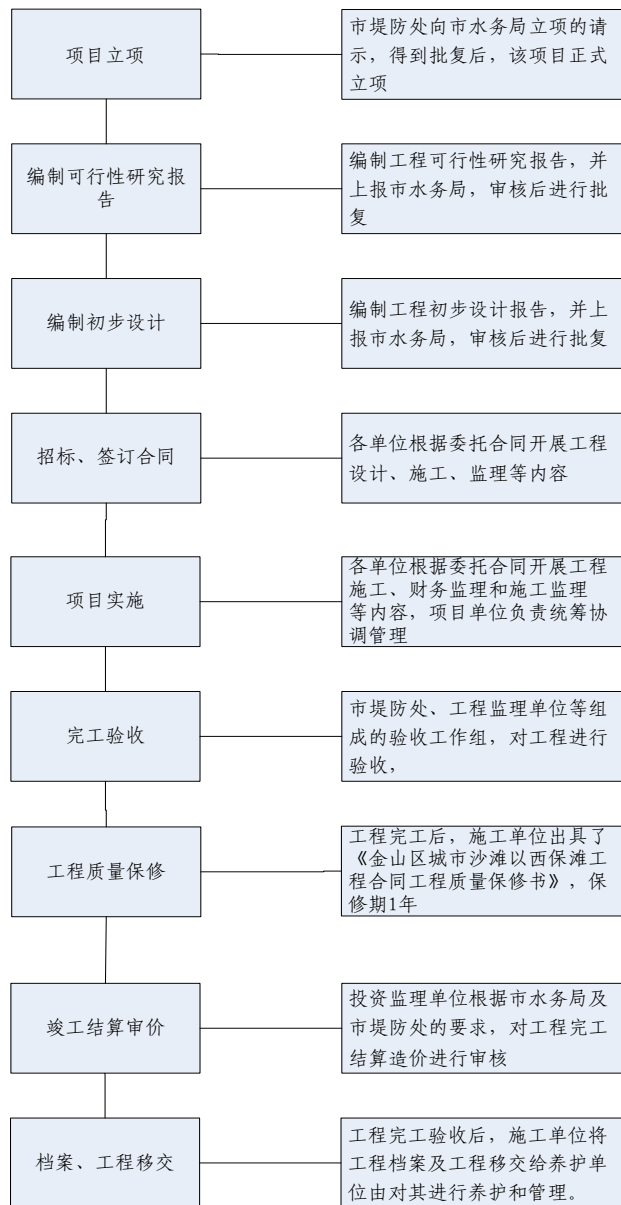 项目立项
市堤防处向市水务局立项的请
示，得到批复后，该项目正式
立项
编制可行性研究报
告
编制工程可行性研究报告，并
上报市水务局，审核后进行批
复
编制初步设计
编制工程初步设计报告，并上
报市水务局，审核后进行批复
招标、签订合同
各单位根据委托合同开展工程
设计、施工、监理等内容
项目实施
各单位根据委托合同开展工程
施工、财务监理和施工监理
等内容，项目单位负责统筹协
调管理
完工验收
市堤防处、工程监理单位等组
成的验收工作组，对工程进行
验收，
工程质量保修
工程完工后，施工单位出具了
《金山区城市沙滩以西保滩工
程合同工程质量保修书》，保
修期1年
竣工结算审价
投资监理单位根据市水务局及
市堤防处的要求，对工程完工
结算造价进行审核
档案、工程移交
工程完工验收后，施工单位将
工程档案及工程移交给养护单
位由对其进行养护和管理。